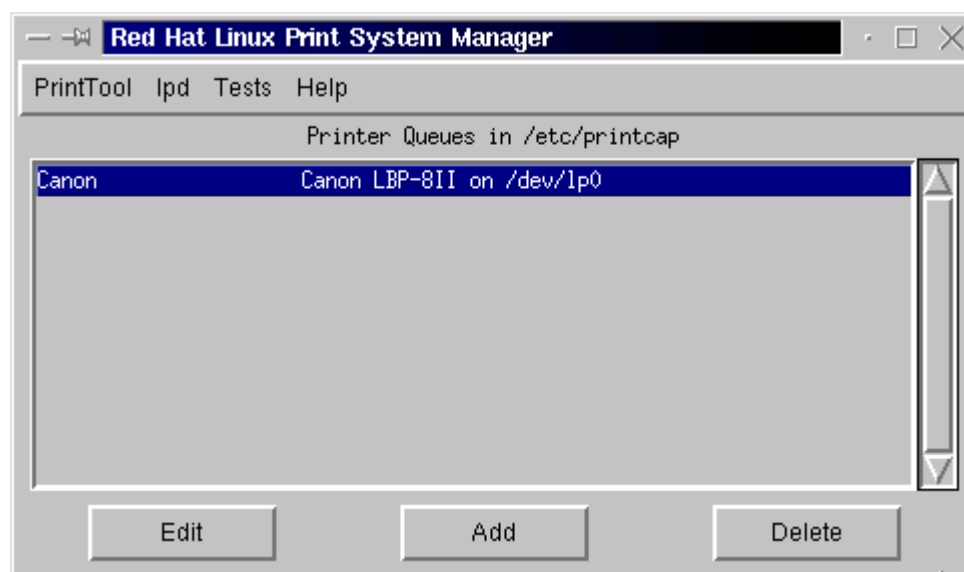 Red Hat Linux Print System Manager
PrintTool lpd Tests Help
Printer Queues in /etc/printcap
Canon Canon LBP-8II on /dev/lp0
Edit Add Delete